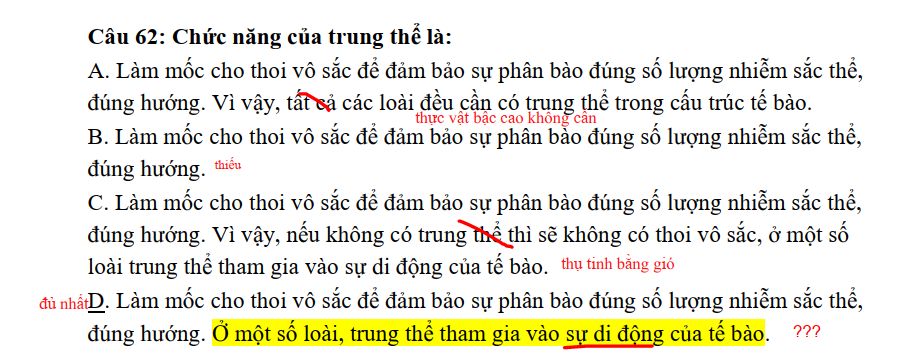 Câu 62: Chức năng của trung thể là:
A. Làm mốc cho thoi vô sắc để đảm bảo sự phân bào đúng số lượng nhiễm sắc thể,
đúng hướng. Vì vậy, tất cả các loài đều cần có trung thể trong cấu trúc tế bào.
thực vật bậc cao không cần
B. Làm mốc cho thoi vô sắc để đảm bảo sự phân bào đúng số lượng nhiễm sắc thể,
đúng hướng. thiếu
C. Làm mốc cho thoi vô sắc để đảm bảo sự phân bào đúng số lượng nhiễm sắc thể,
đúng hướng. Vì vậy, nếu không có trung thể thì sẽ không có thoi vô sắc, ở một số
loài trung thể tham gia vào sự di động của tế bào. thụ tinh bằng gió
đủ nhất D. Làm mốc cho thoi vô sắc để đảm bảo sự phân bào đúng số lượng nhiễm sắc thể,
đúng hướng. Ở một số loài, trung thể tham gia vào sự di động của tế bào. ???